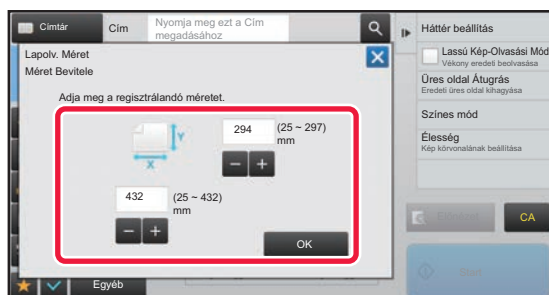 Címtár
Cím
Nyomja meg ezt a Cím
megadásához
Lapolv. Méret
Méret Bevitele
Adja meg a regisztrálandó méretet.
Y
X
294
(25 ~ 297)
mm
432
(25 ~ 432)
mm
OK
Egyéb
Háttér beállítás
Lassú Kép-Olvasási Mód
Vékony eredeti beolvasása
Üres oldal Átugrás
Eredeti üres oldal kihagyása
Színes mód
Élesség
Kép körvonalának beállítása
CA
Start